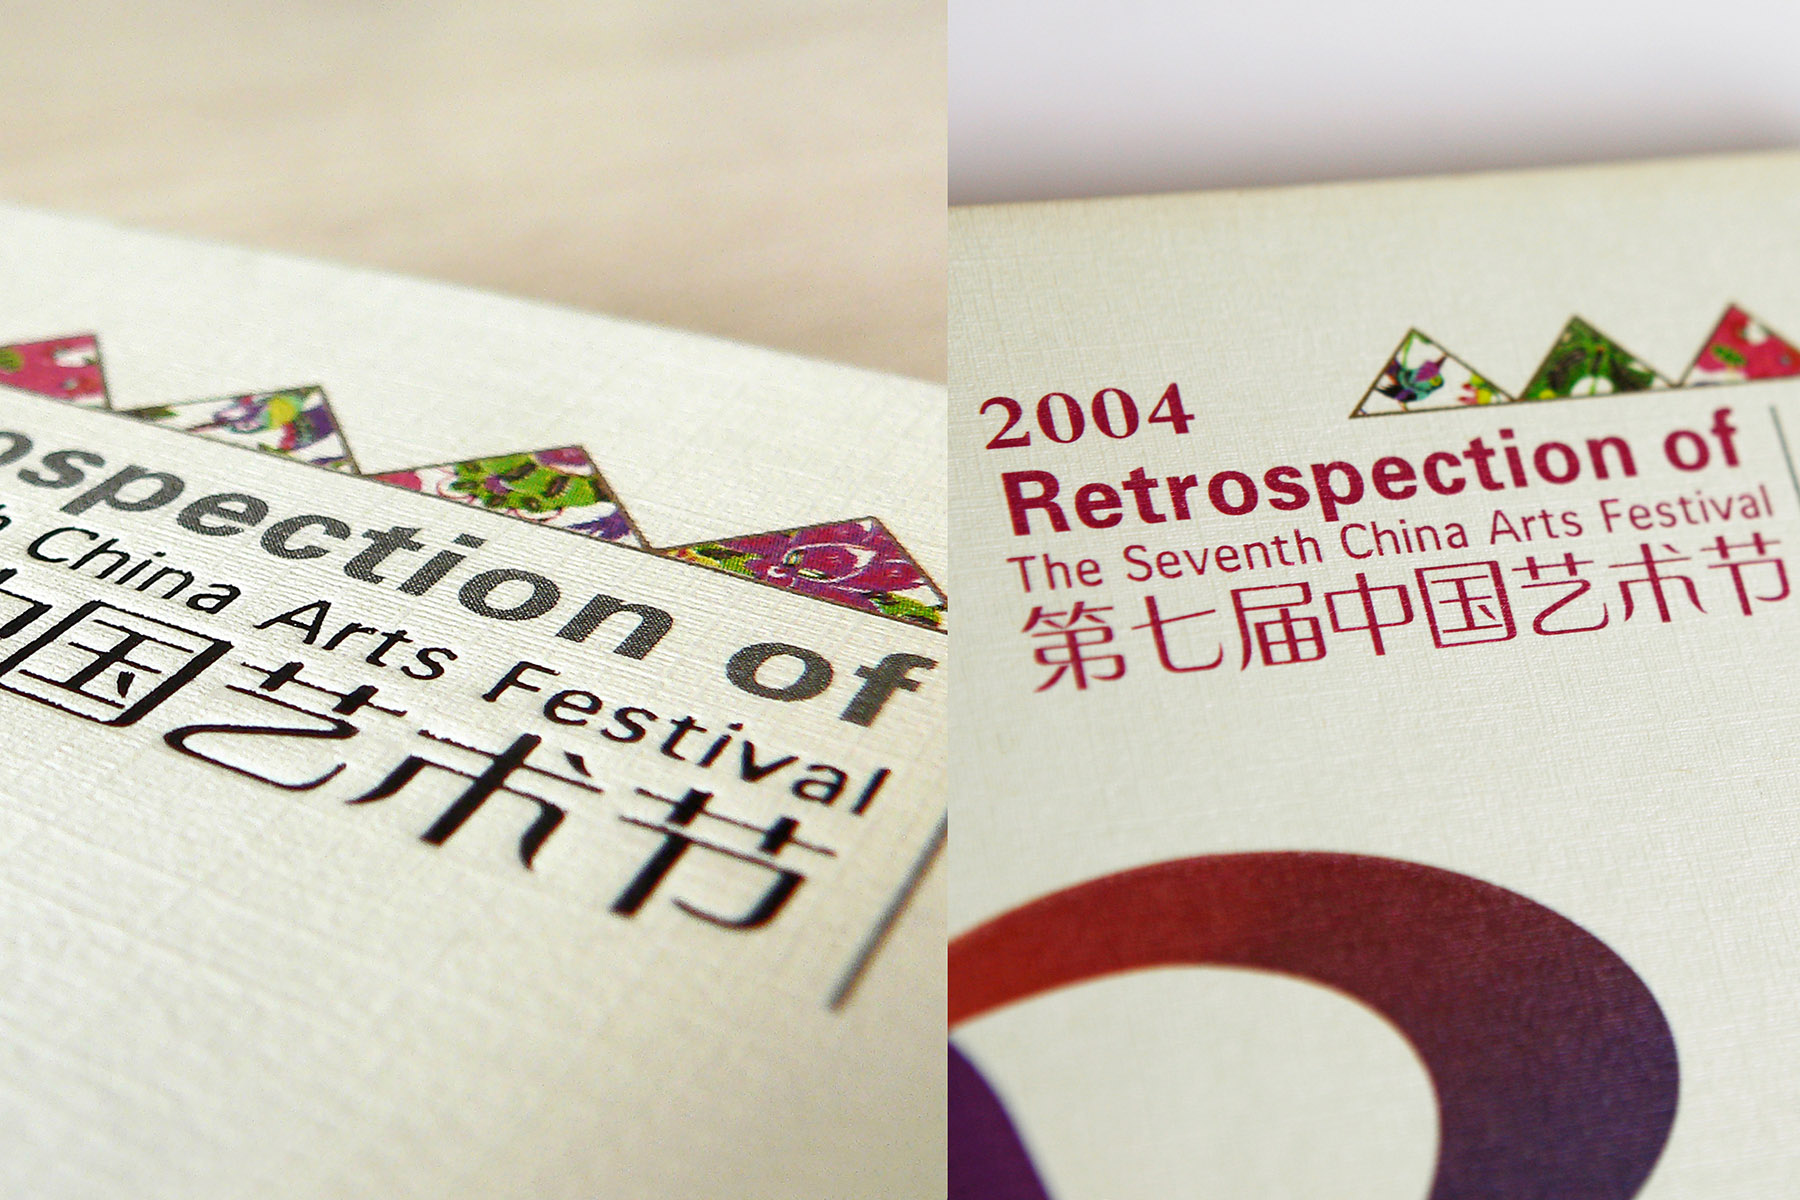 ospection of
h China Arts Festival
中国艺术节
2004
Retrospection of
The Seventh China Arts Festival
第七届中国艺术节